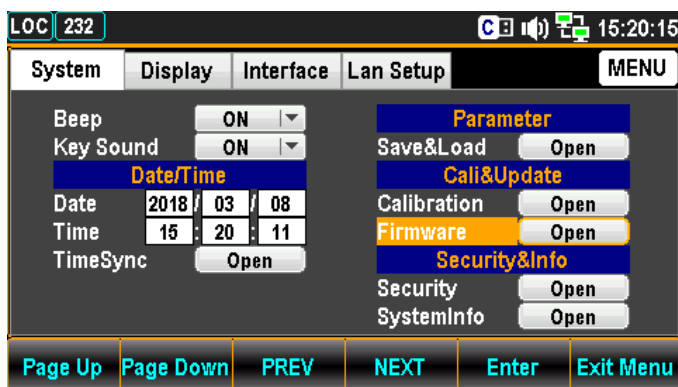 LOC 232 C 15:20:15
System Display Interface Lan Setup MENU
Beep ON
Key Sound ON
Date/Time
Date 2018 / 03 / 08
Time 15 : 20 : 11
TimeSync Open
Parameter
Save&Load Open
Cali&Update
Calibration Open
Firmware Open
Security&Info
Security Open
SystemInfo Open
Page Up Page Down PREV NEXT Enter Exit Menu